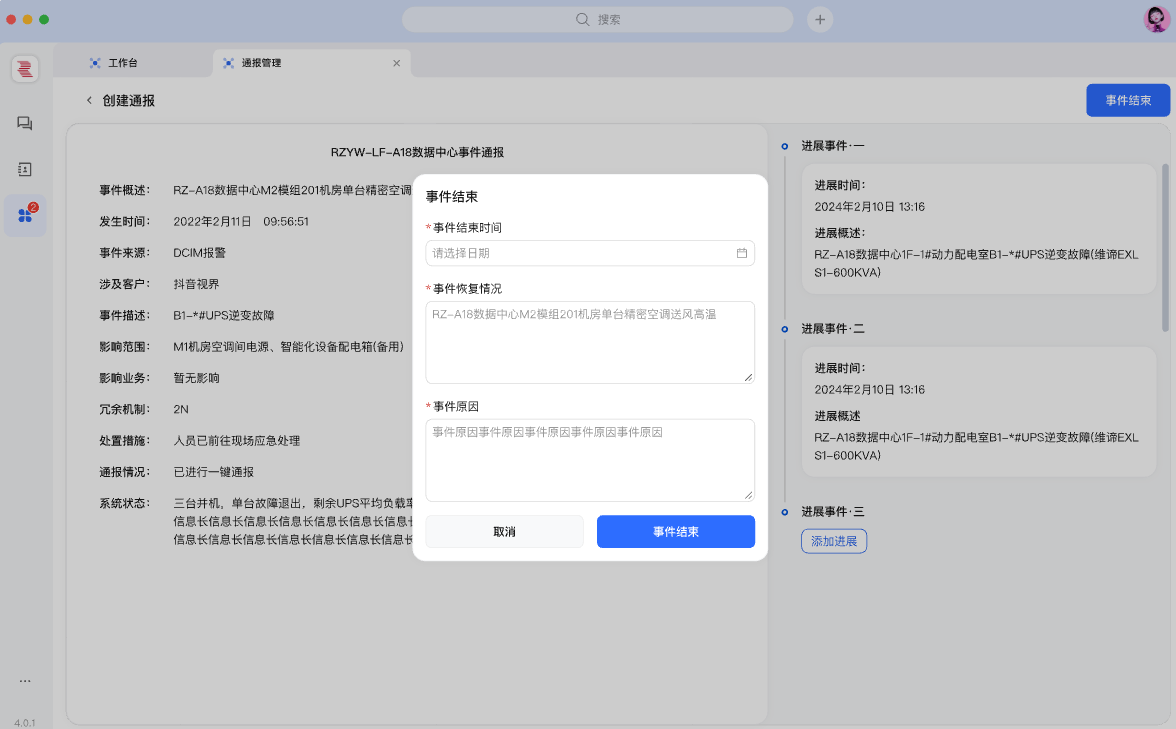 搜索
工作台
通报管理
创建通报
事件结束
2
4.0.1
RZYW-LF-A18数据中心事件通报
事件概述： RZ-A18数据中心M2模组201机房单台精密空调
发生时间： 2022年2月11日 09:56:51
事件来源： DCIM报警
涉及客户： 抖音视界
事件描述： B1-*#UPS逆变故障
影响范围： M1机房空调间电源、智能化设备配电箱(备用)
影响业务： 暂无影响
冗余机制： 2N
处置措施： 人员已前往现场应急处理
通报情况： 已进行一键通报
系统状态： 三台并机，单台故障退出，剩余UPS平均负载率
信息长信息长信息长信息长信息长信息长信息长
信息长信息长信息长信息长信息长信息长信息长
事件结束
*事件结束时间
请选择日期
*事件恢复情况
RZ-A18数据中心M2模组201机房单台精密空调送风高温
*事件原因
事件原因事件原因事件原因事件原因事件原因
取消
事件结束
进展事件·一
进展时间：
2024年2月10日 13:16
进展概述：
RZ-A18数据中心1F-1#动力配电室B1-*#UPS逆变故障(维谛EXL
S1-600KVA)
进展事件·二
进展时间：
2024年2月10日 13:16
进展概述
RZ-A18数据中心1F-1#动力配电室B1-*#UPS逆变故障(维谛EXL
S1-600KVA)
进展事件·三
添加进展